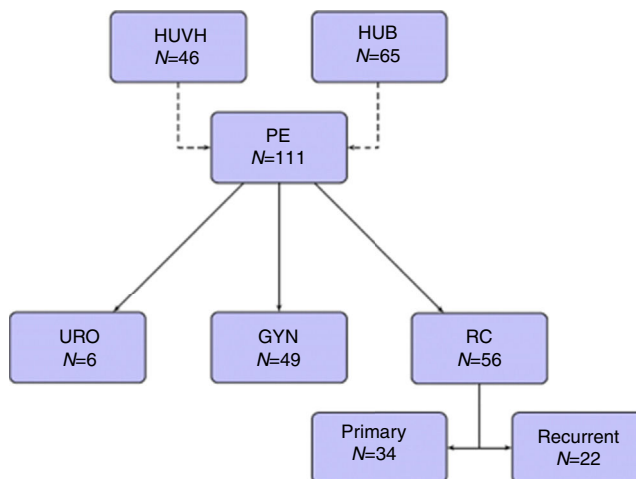 HUVH
N=46
HUB
N=65
PE
N=111
URO
N=6
GYN
N=49
RC
N=56
Primary
N=34
Recurrent
N=22